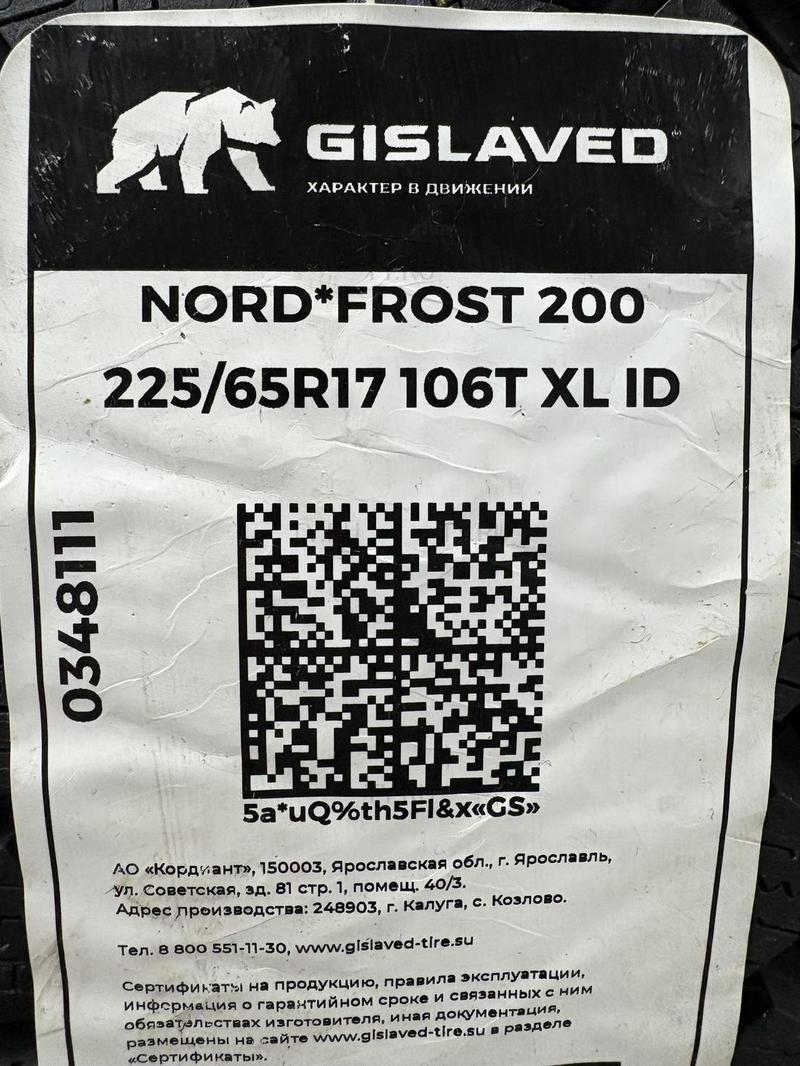 GISLAVED
ХАРАКТЕР В ДВИЖЕНИИ
NORD*FROST 200
225/65R17 106T XL ID
0348111
5a*uQ%th5FI&x«GS»
АО «Кордиант», 150003, Ярославская обл., г. Ярославль,
ул. Советская, зд. 81 стр. 1, помещ. 40/3.
Адрес производства: 248903, г. Калуга, с. Козлово.
Тел. 8 800 551-11-30, www.gislaved-tire.su
Сертификаты на продукцию, правила эксплуатации,
информация о гарантийном сроке и связанных с ним
обязательствах изготовителя, иная документация,
размещены на сайте www.gislaved-tire.su в разделе
«Сертификаты».